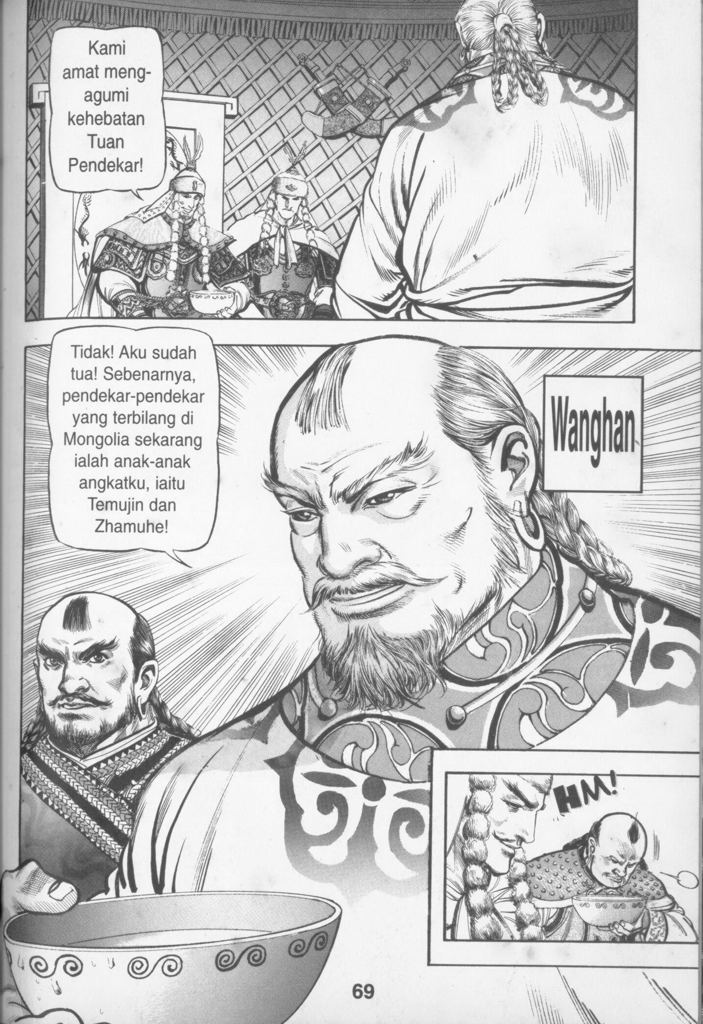 Kami
amat meng-
agumi
kehebatan
Tuan
Pendekar!
Tidak! Aku sudah
tua! Sebenarnya,
pendekar-pendekar
yang terbilang di
Mongolia sekarang
ialah anak-anak
angkatku, iaitu
Temujin dan
Zhamuhe!
Wanghan
HM!
69